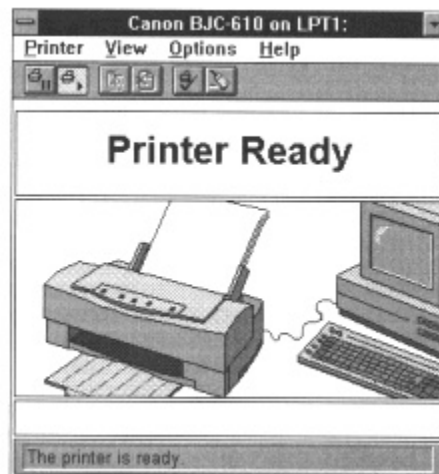 Canon BJC-610 on LPT1:
Printer View Options Help
Printer Ready
The printer is ready.